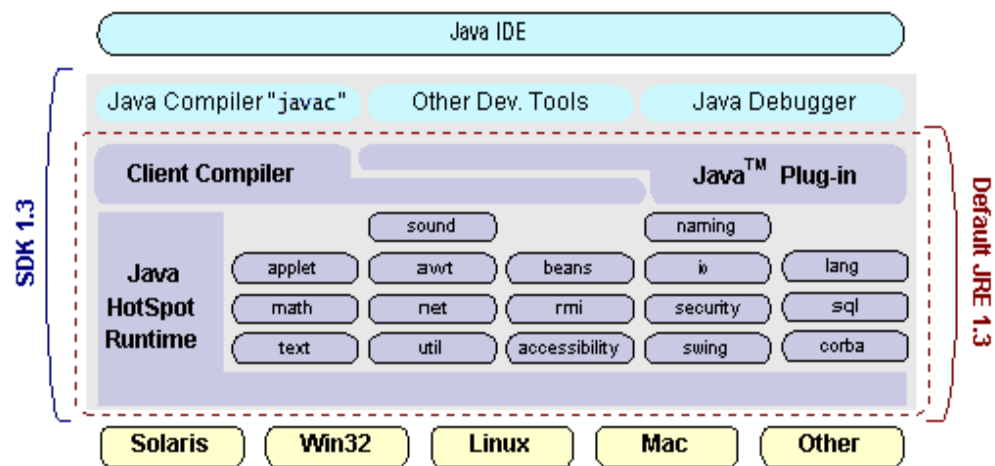 Java IDE
Java Compiler "javac"
Other Dev. Tools
Java Debugger
Client Compiler
Java™ Plug-in
SDK 1.3
Default JRE 1.3
Java
HotSpot
Runtime
sound
naming
applet
awt
beans
io
lang
math
net
rmi
security
sql
text
util
accessibility
swing
corba
Solaris
Win32
Linux
Mac
Other